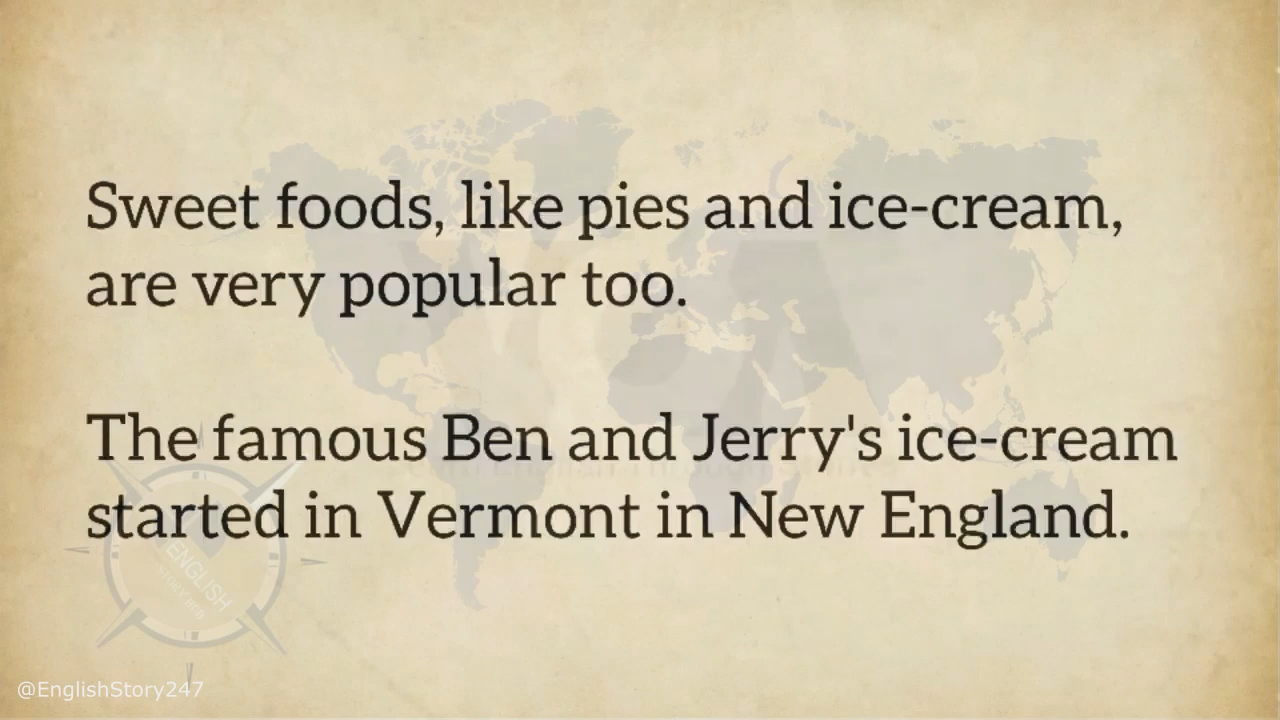 Sweet foods, like pies and ice-cream,
are very popular too.
The famous Ben and Jerry's ice-cream
started in Vermont in New England.
ENGLISH
@EnglishStory247